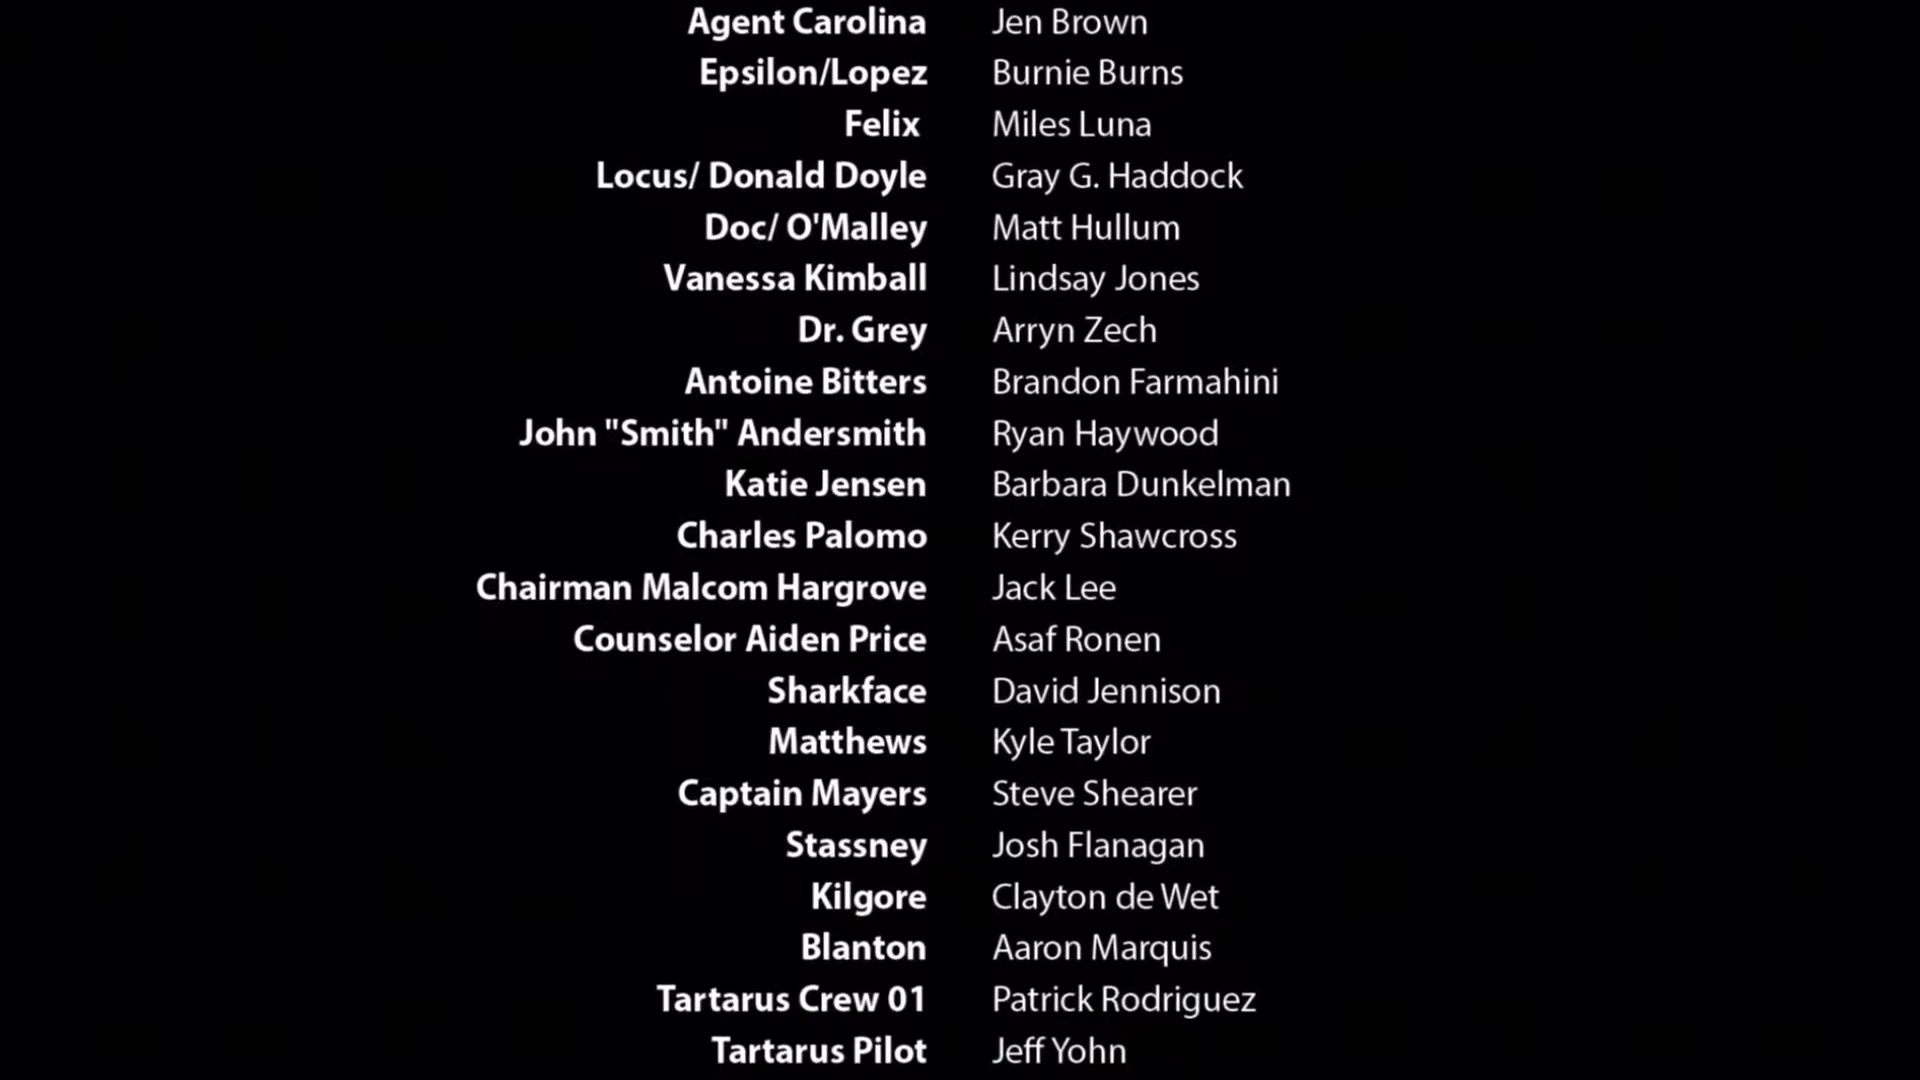 Agent Carolina Jen Brown
Epsilon/Lopez Burnie Burns
Felix Miles Luna
Locus/ Donald Doyle Gray G. Haddock
Doc/ O'Malley Matt Hullum
Vanessa Kimball Lindsay Jones
Dr. Grey Arryn Zech
Antoine Bitters Brandon Farmahini
John "Smith" Andersmith Ryan Haywood
Katie Jensen Barbara Dunkelman
Charles Palomo Kerry Shawcross
Chairman Malcom Hargrove Jack Lee
Counselor Aiden Price Asaf Ronen
Sharkface David Jennison
Matthews Kyle Taylor
Captain Mayers Steve Shearer
Stassney Josh Flanagan
Kilgore Clayton de Wet
Blanton Aaron Marquis
Tartarus Crew 01 Patrick Rodriguez
Tartarus Pilot Jeff Yohn